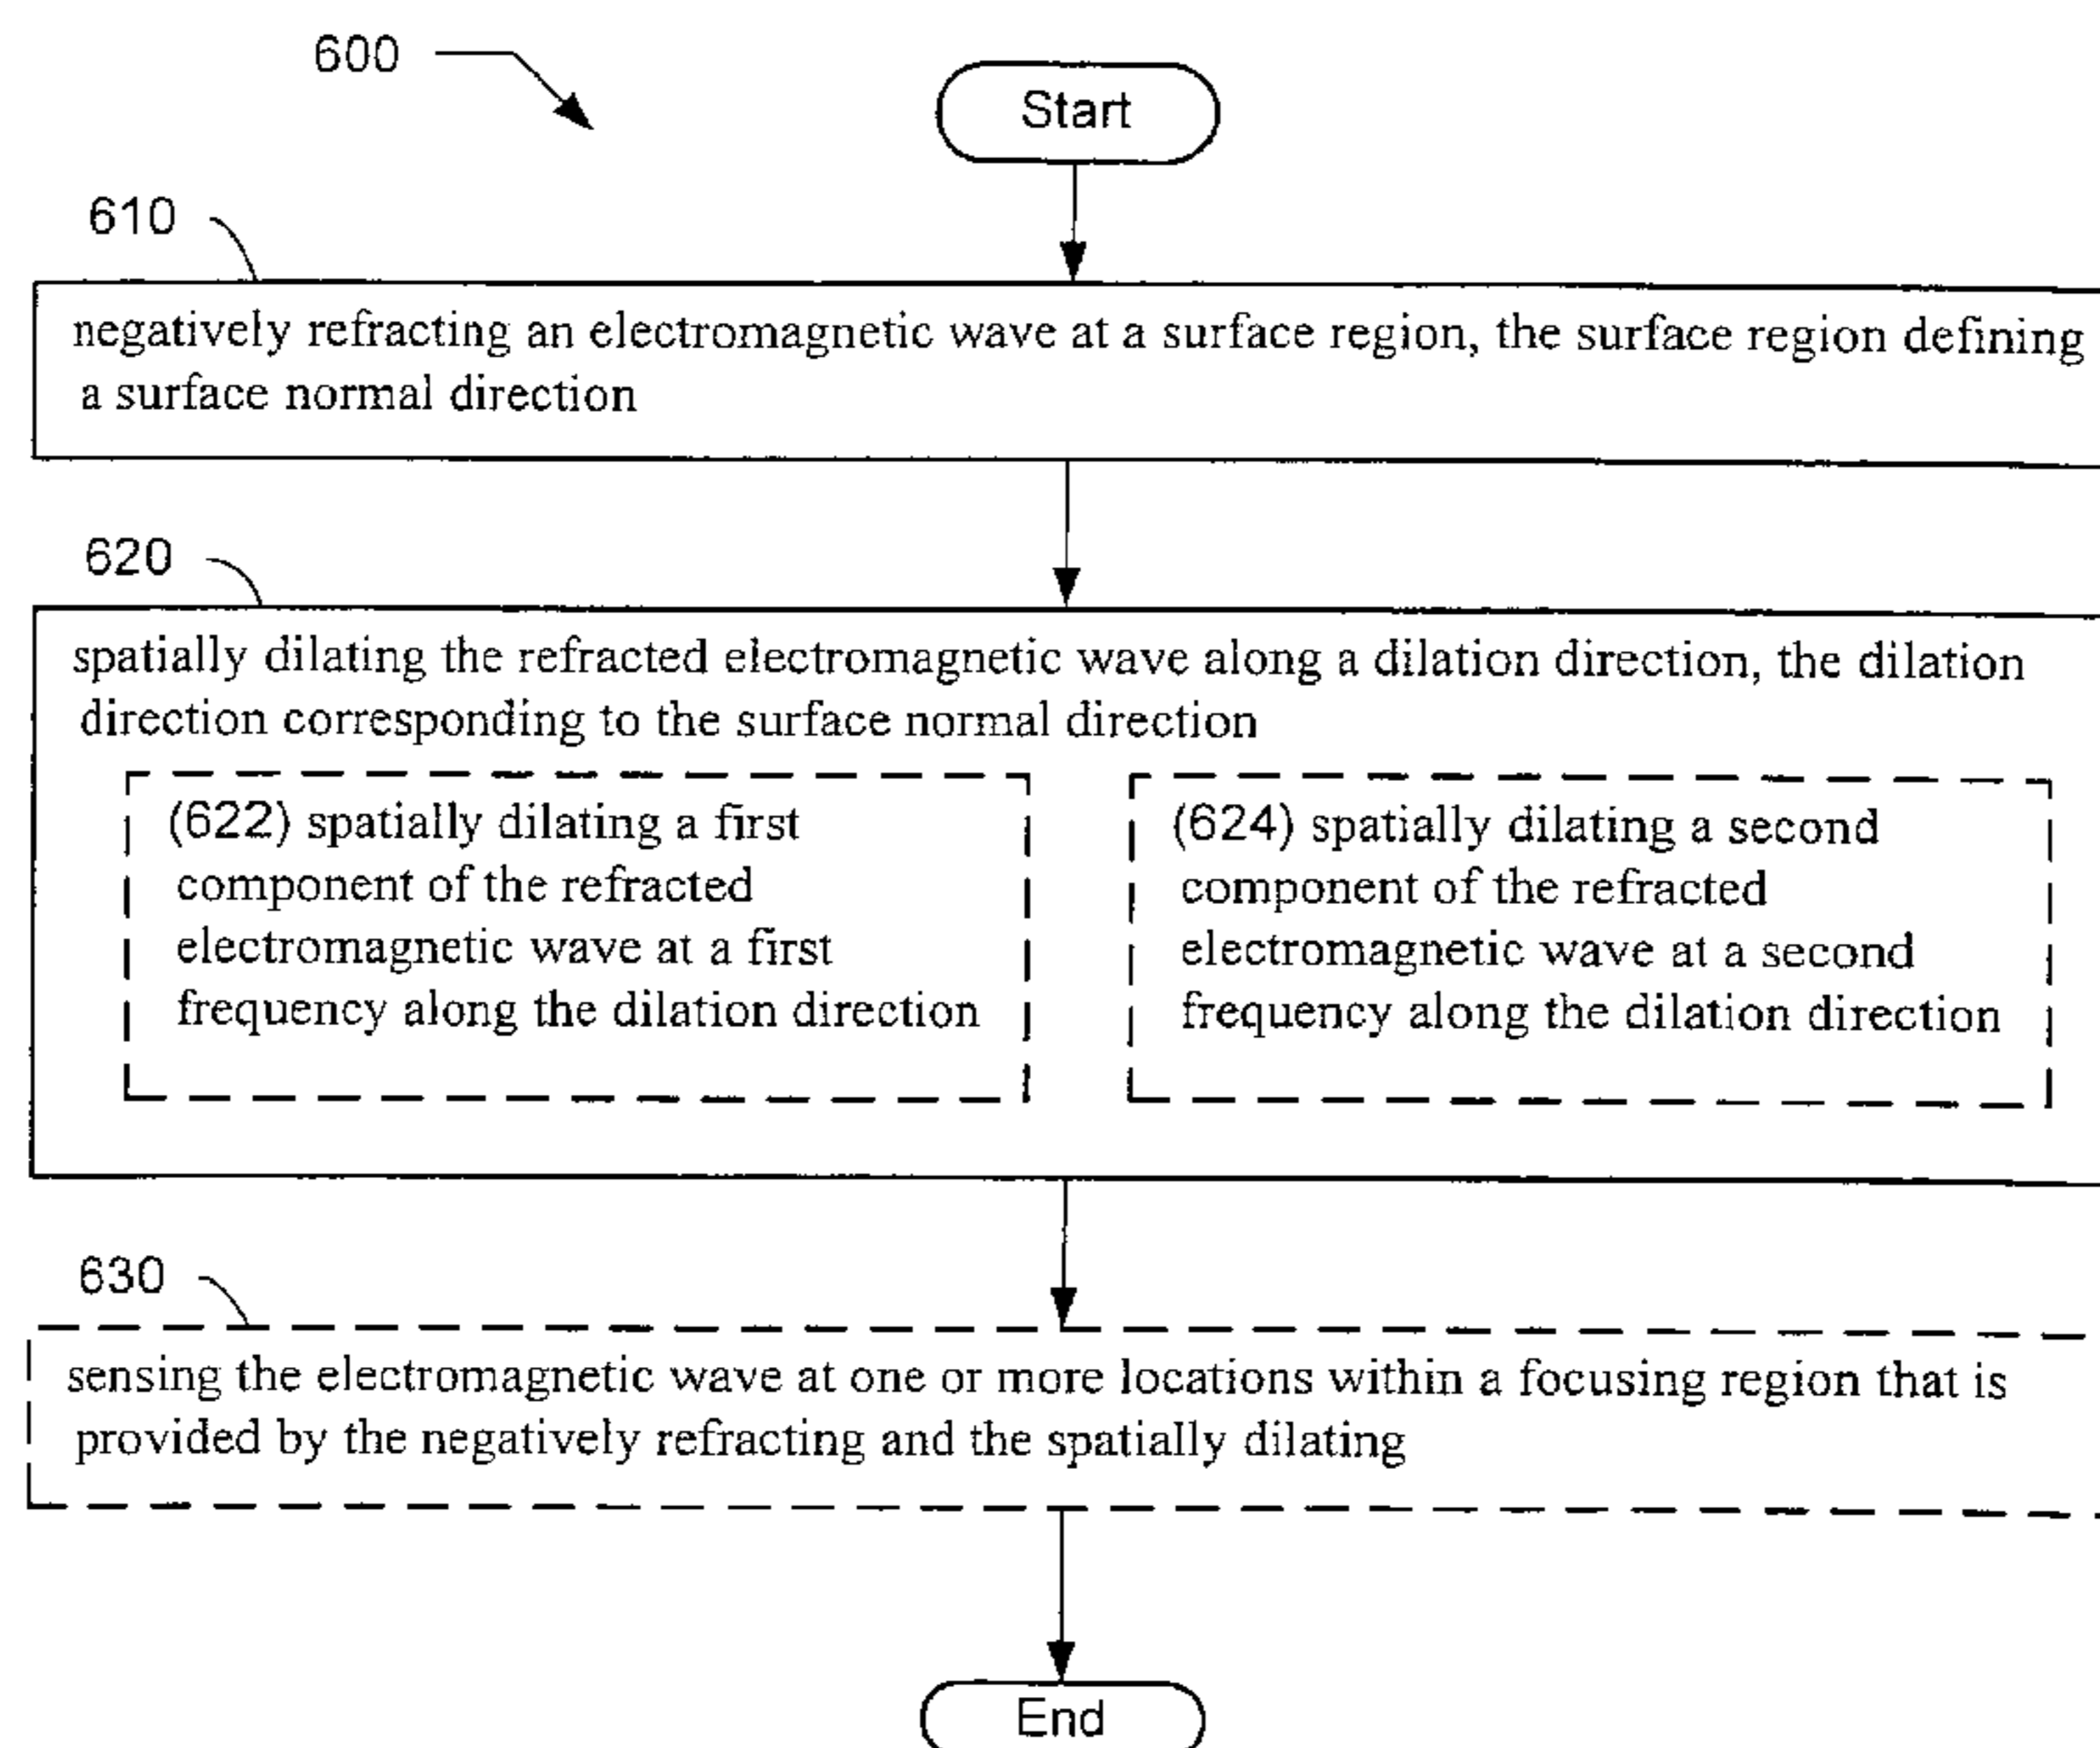 600
Start
610
negatively refracting an electromagnetic wave at a surface region, the surface region defining
a surface normal direction
620
spatially dilating the refracted electromagnetic wave along a dilation direction, the dilation
direction corresponding to the surface normal direction
(622) spatially dilating a first
component of the refracted
electromagnetic wave at a first
frequency along the dilation direction
(624) spatially dilating a second
component of the refracted
electromagnetic wave at a second
frequency along the dilation direction
630
sensing the electromagnetic wave at one or more locations within a focusing region that is
provided by the negatively refracting and the spatially dilating
End